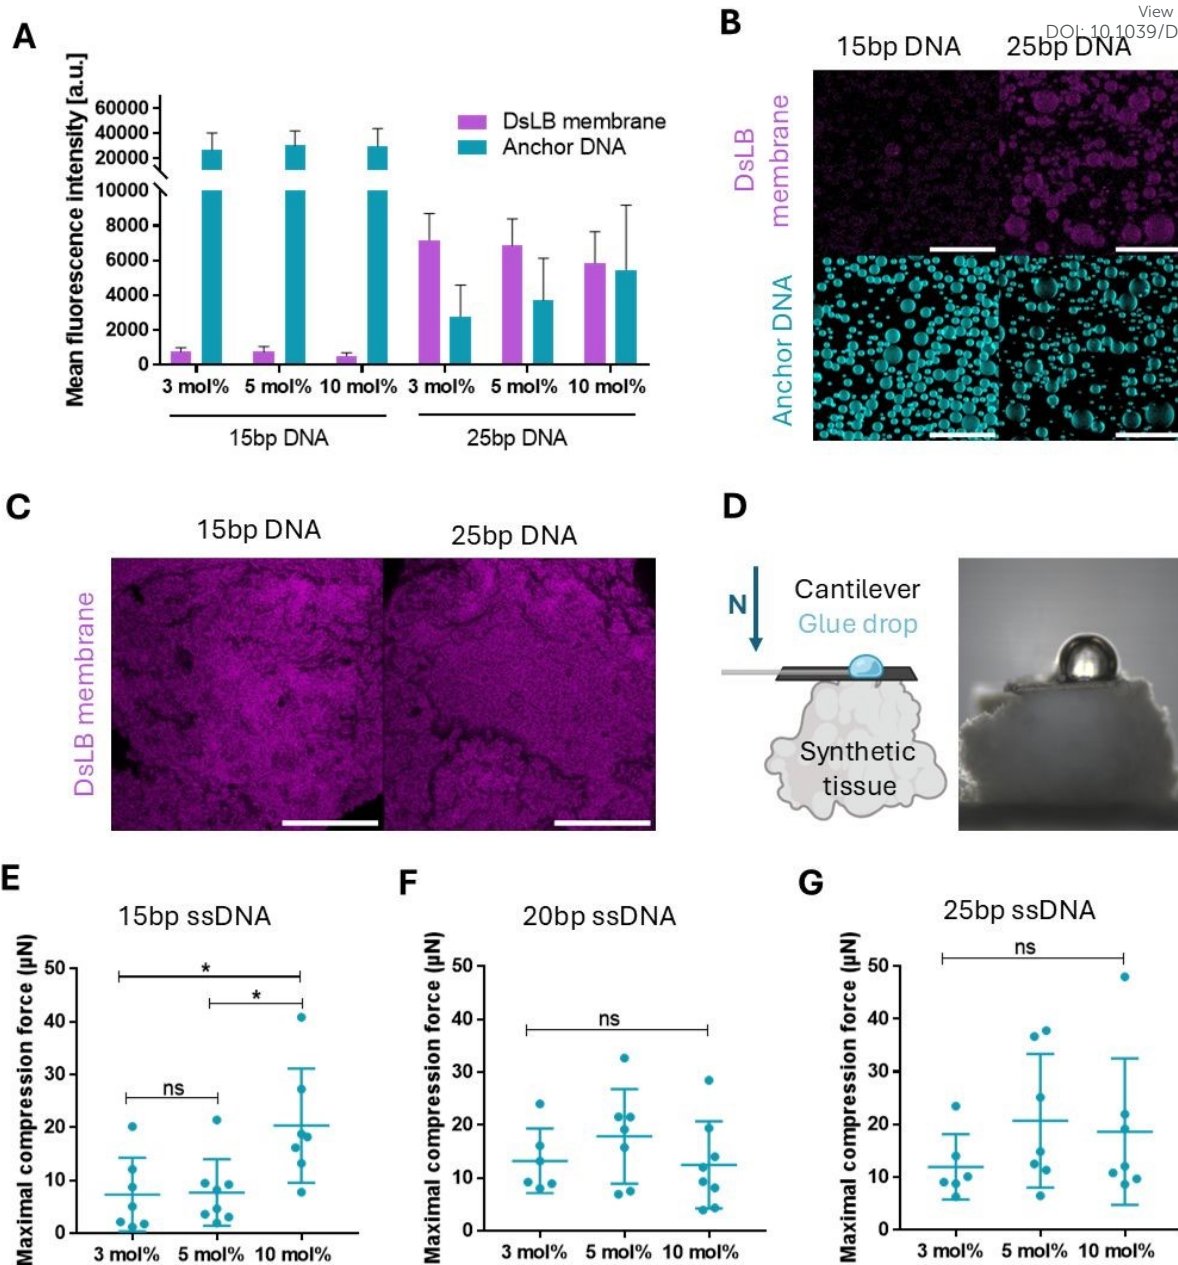 View
DOI: 10.1039/D
A
Mean fluorescence intensity [a.u.]
60000
40000
20000
10000
8000
6000
4000
2000
0
DsLB membrane
Anchor DNA
3 mol% 5 mol% 10 mol% 3 mol% 5 mol% 10 mol%
15bp DNA 25bp DNA
B
15bp DNA 25bp DNA
DsLB
membrane
Anchor DNA
C
15bp DNA 25bp DNA
DsLB membrane
D
N
Cantilever
Glue drop
Synthetic
tissue
E
15bp ssDNA
Maximal compression force (µN)
50
40
30
20
10
0
*
*
ns
3 mol% 5 mol% 10 mol%
F
20bp ssDNA
Maximal compression force (µN)
50
40
30
20
10
0
ns
3 mol% 5 mol% 10 mol%
G
25bp ssDNA
Maximal compression force (µN)
50
40
30
20
10
0
ns
3 mol% 5 mol% 10 mol%